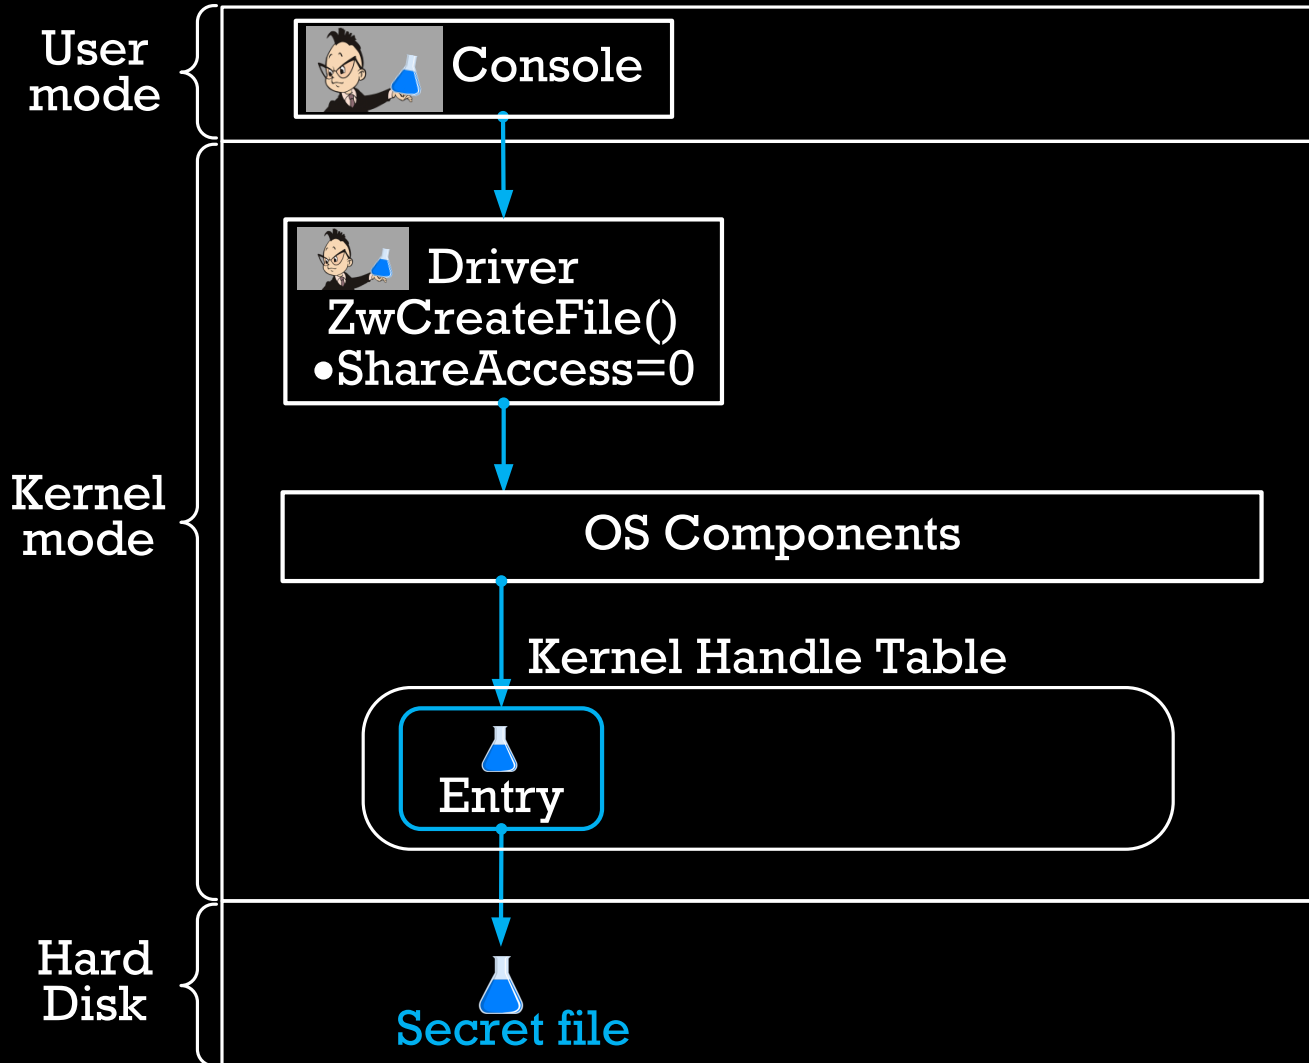 User
mode
Console
Driver
ZwCreateFile()
•ShareAccess=0
Kernel
mode
OS Components
Kernel Handle Table
Entry
Hard
Disk
Secret file